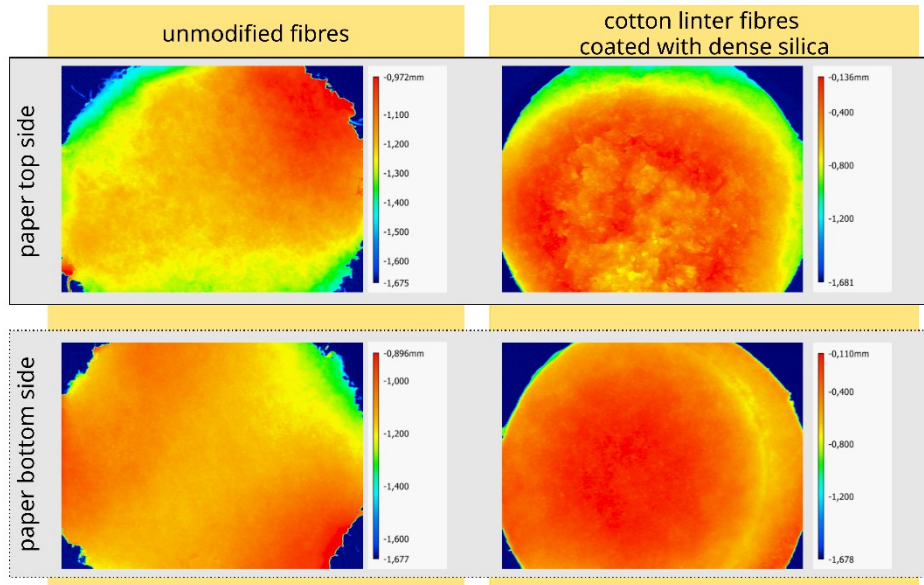 unmodified fibres
cotton linter fibres
coated with dense silica
paper top side
-0,972mm
-1,100
-1,200
-1,300
-1,400
-1,500
-1,600
-1,675
-0,136mm
-0,400
-0,800
-1,200
-1,681
paper bottom side
-0,896mm
-1,000
-1,200
-1,400
-1,600
-1,677
-0,110mm
-0,400
-0,800
-1,200
-1,678